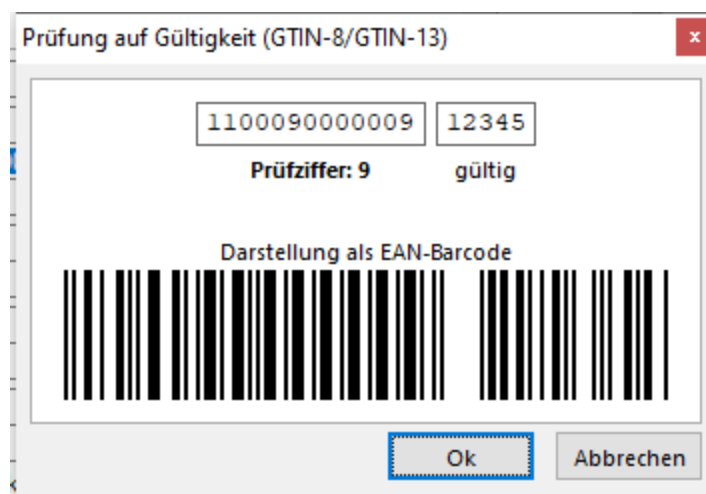 Prüfung auf Gültigkeit (GTIN-8/GTIN-13)
x
1100090000009 12345
Prüfziffer: 9 gültig
Darstellung als EAN-Barcode
Ok Abbrechen